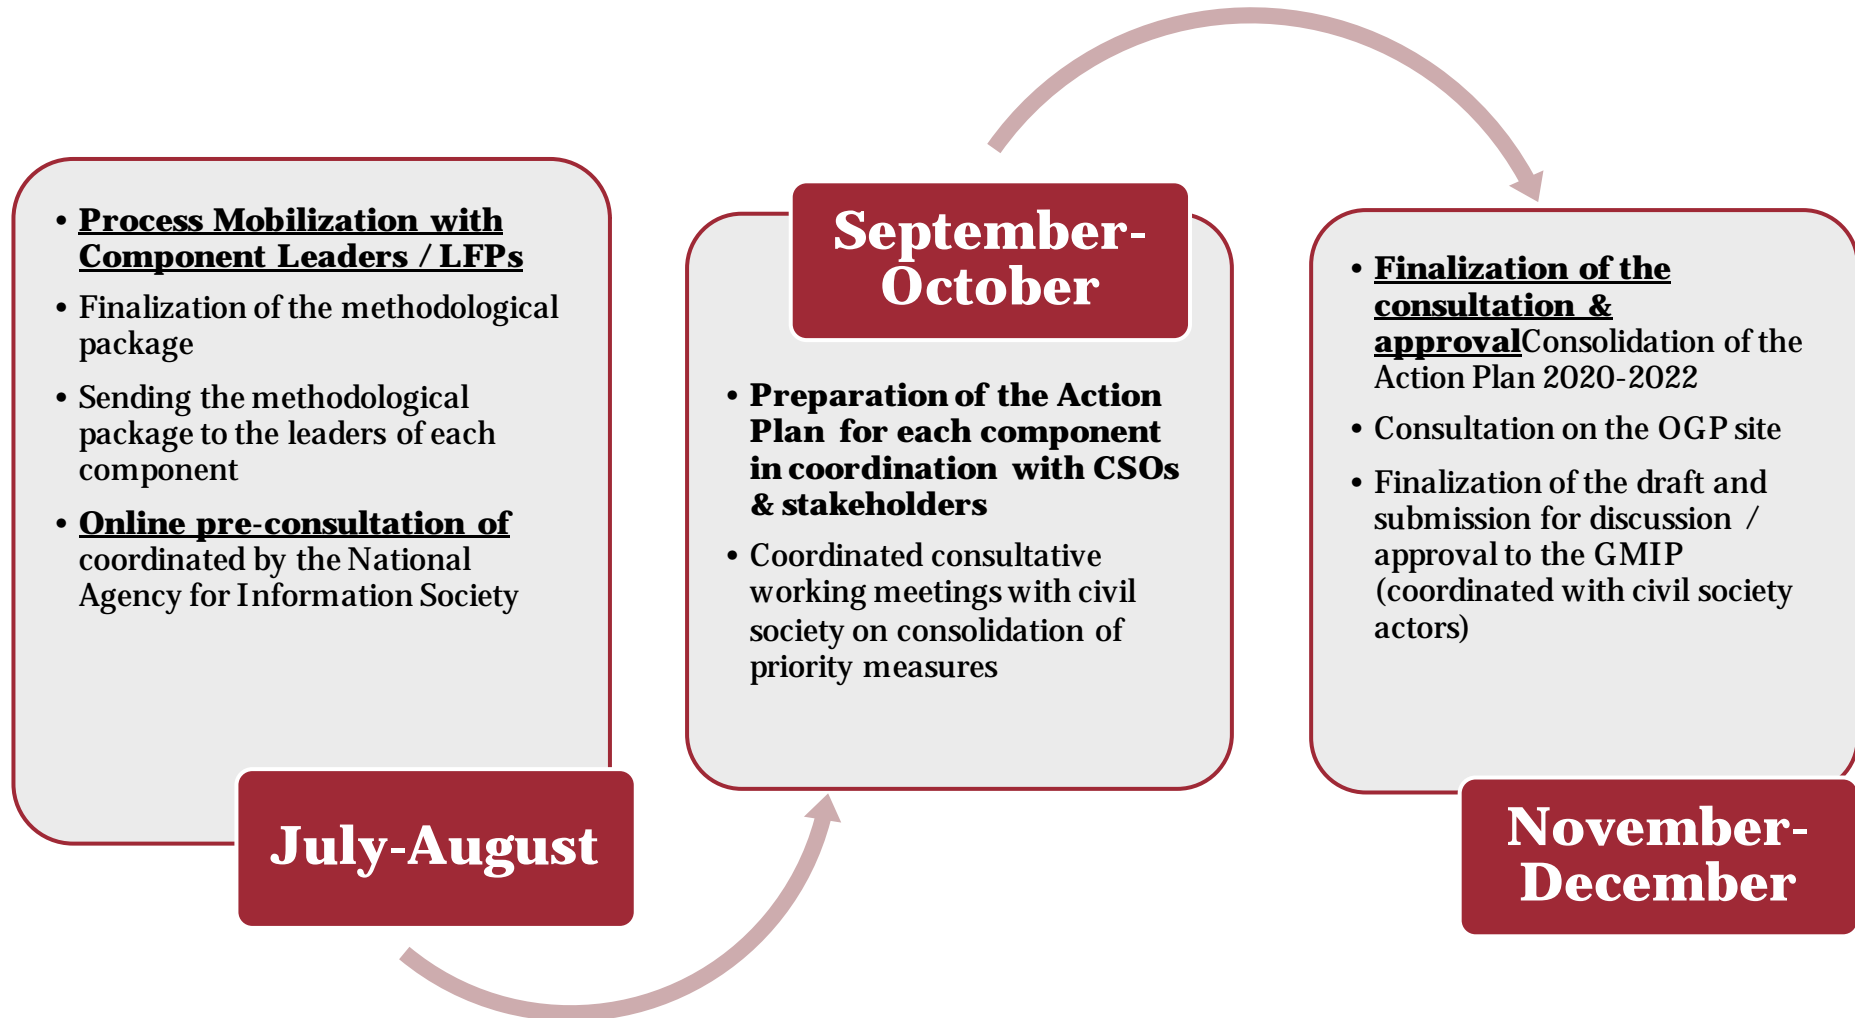 • Process Mobilization with
Component Leaders / LFPs
• Finalization of the methodological
package
• Sending the methodological
package to the leaders of each
component
• Online pre-consultation of
coordinated by the National
Agency for Information Society
July-August
September-
October
• Preparation of the Action
Plan for each component
in coordination with CSOs
& stakeholders
• Coordinated consultative
working meetings with civil
society on consolidation of
priority measures
• Finalization of the
consultation &
approvalConsolidation of the
Action Plan 2020-2022
• Consultation on the OGP site
• Finalization of the draft and
submission for discussion /
approval to the GMIP
(coordinated with civil society
actors)
November-
December